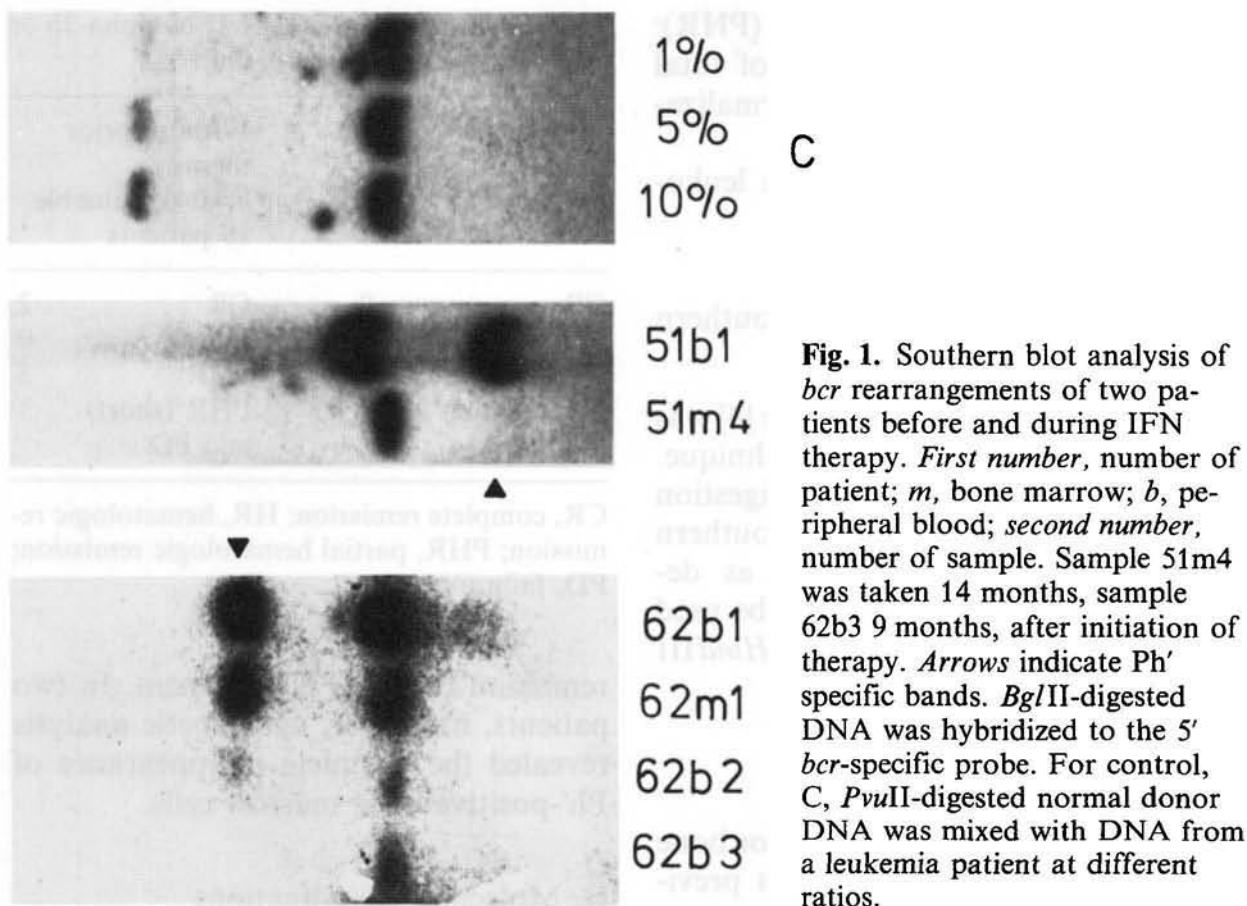 1%
5%
10%
C
51b1
51m4
62b1
62m1
62b2
62b3
Fig. 1. Southern blot analysis of
bcr rearrangements of two pa-
tients before and during IFN
therapy. First number, number of
patient; m, bone marrow; b, pe-
ripheral blood; second number,
number of sample. Sample 51m4
was taken 14 months, sample
62b3 9 months, after initiation of
therapy. Arrows indicate Ph'
specific bands. BglII-digested
DNA was hybridized to the 5'
bcr-specific probe. For control,
C, PvuII-digested normal donor
DNA was mixed with DNA from
a leukemia patient at different
ratios.